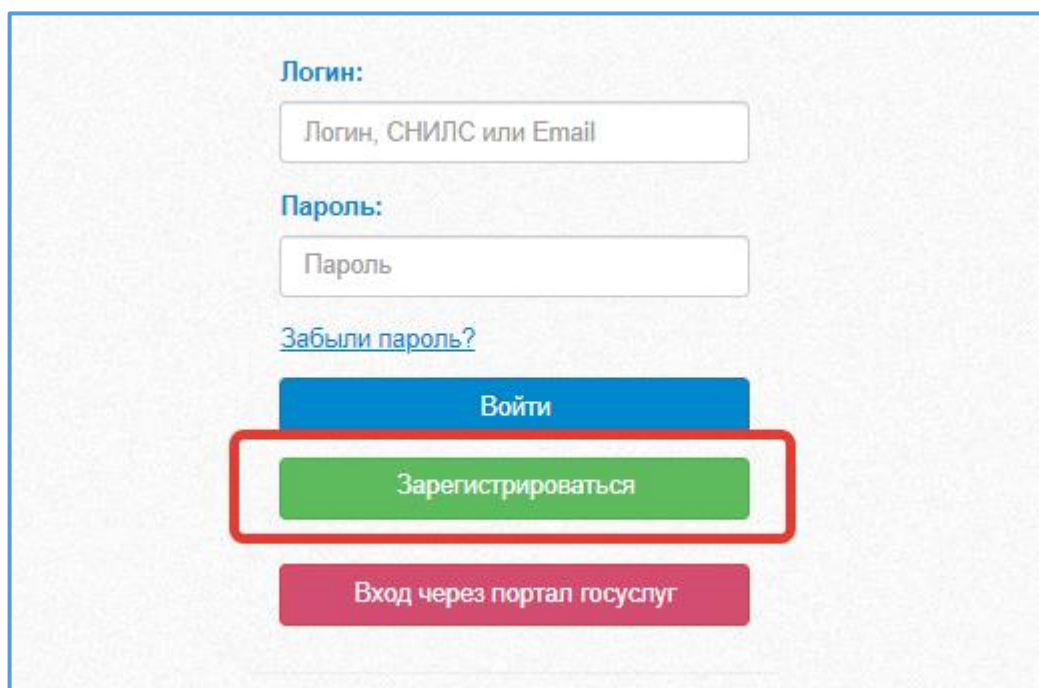 Логин:
Логин, СНИЛС или Email
Пароль:
Пароль
Забыли пароль?
Войти
Зарегистрироваться
Вход через портал госуслуг